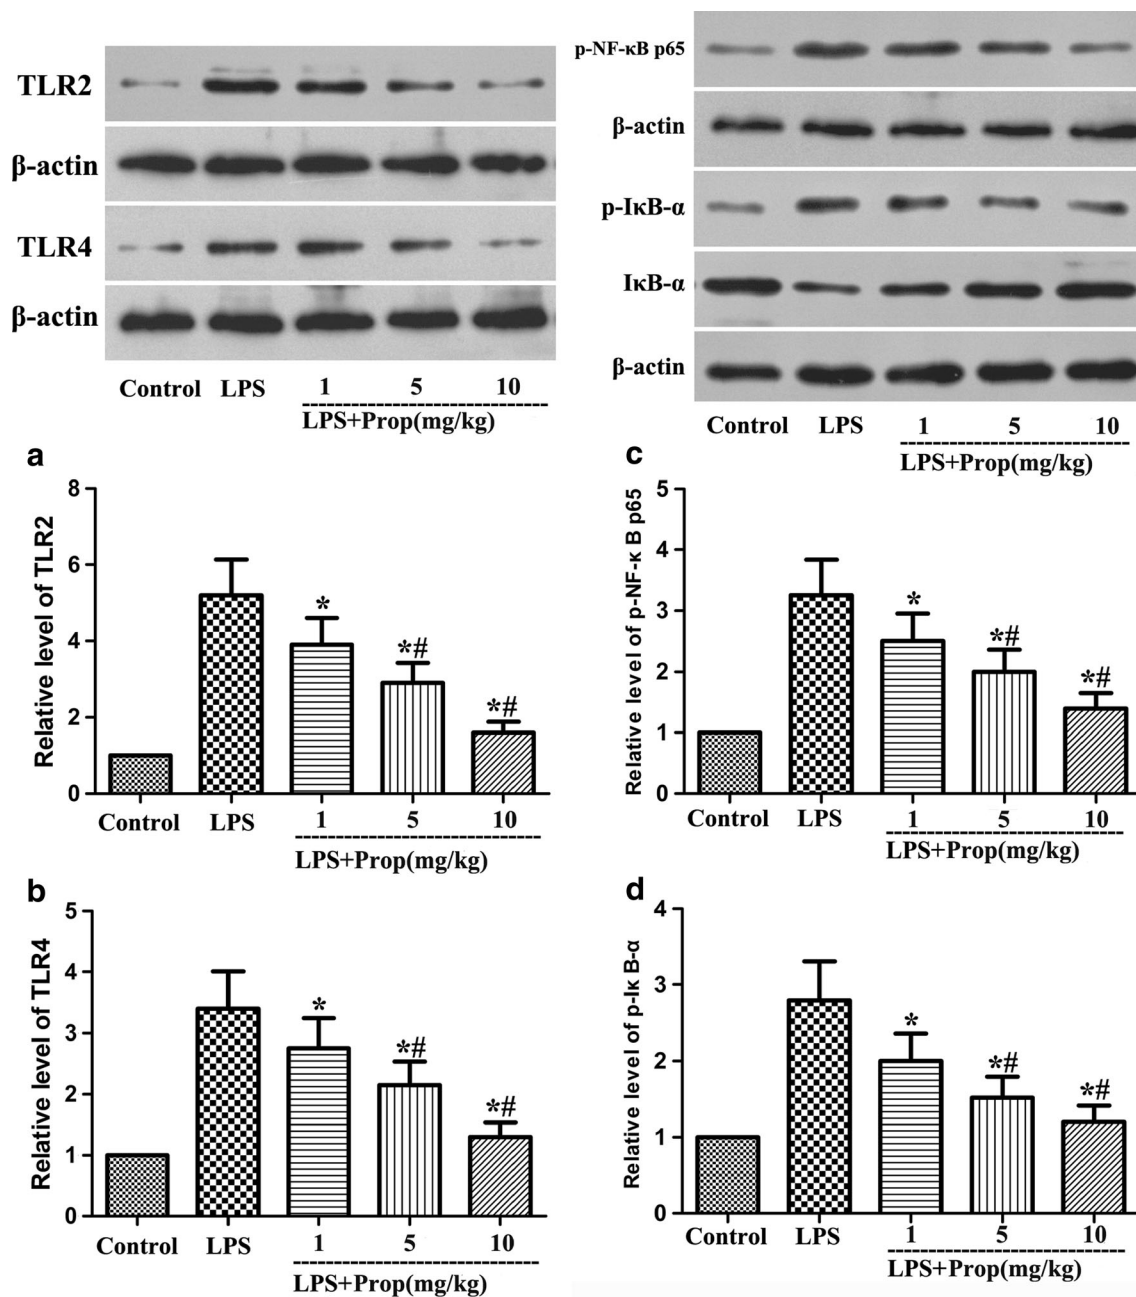 TLR2
β-actin
TLR4
β-actin
Control LPS 1 5 10
LPS+Prop(mg/kg)
p-NF-κB p65
β-actin
p-IκB-α
IκB-α
β-actin
Control LPS 1 5 10
LPS+Prop(mg/kg)
a
Relative level of TLR2
8
6
4
2
0
*
*#
*#
Control LPS 1 5 10
LPS+Prop(mg/kg)
c
Relative level of p-NF-κ B p65
5
4
3
2
1
0
*
*#
*#
Control LPS 1 5 10
LPS+Prop(mg/kg)
b
Relative level of TLR4
5
4
3
2
1
0
*
*#
*#
Control LPS 1 5 10
LPS+Prop(mg/kg)
d
Relative level of p-Iκ B-α
4
3
2
1
0
*
*#
*#
Control LPS 1 5 10
LPS+Prop(mg/kg)